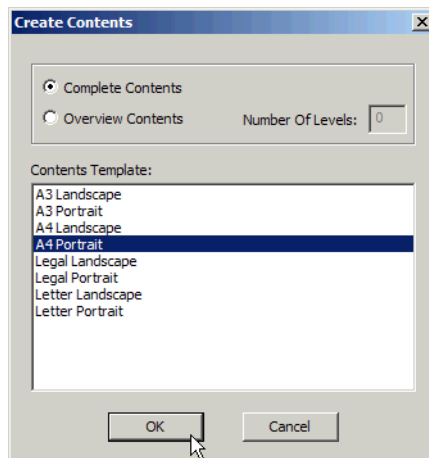 Create Contents
Complete Contents
Overview Contents Number Of Levels: 0
Contents Template:
A3 Landscape
A3 Portrait
A4 Landscape
A4 Portrait
Legal Landscape
Legal Portrait
Letter Landscape
Letter Portrait
OK Cancel